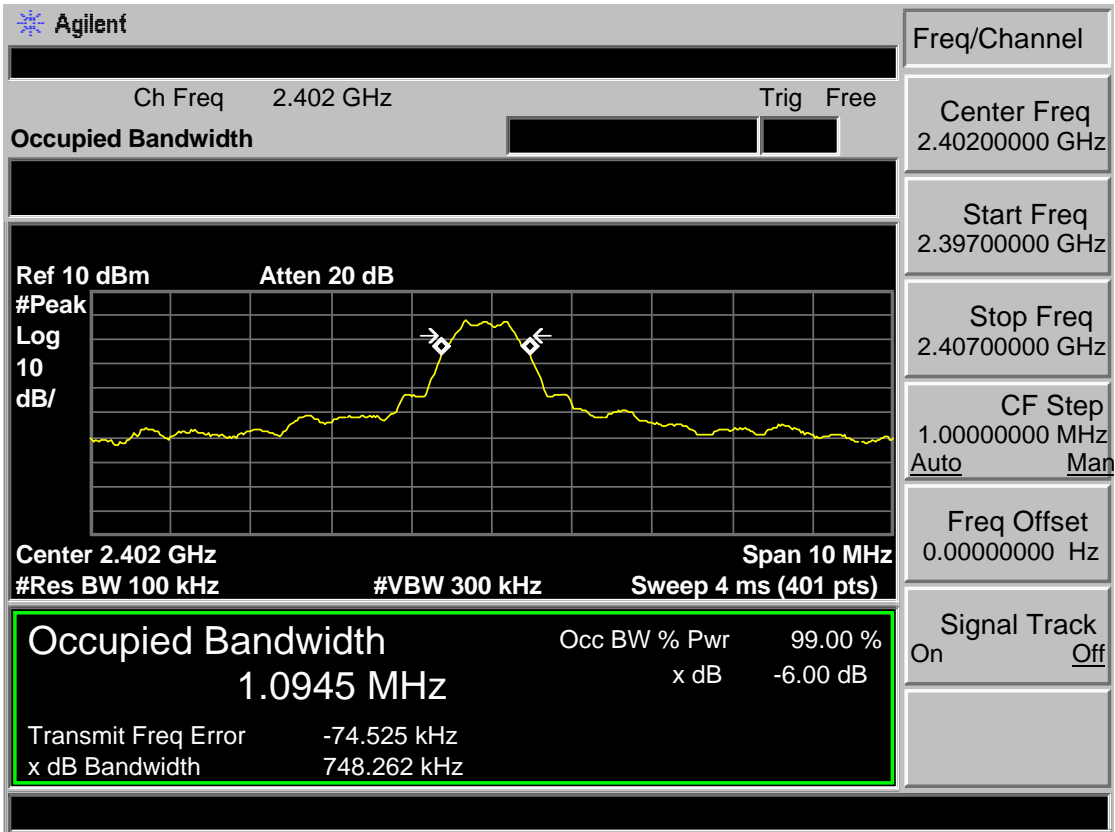 Agilent
Freq/Channel
Ch Freq 2.402 GHz Trig Free
Occupied Bandwidth
Center Freq
2.40200000 GHz
Start Freq
2.39700000 GHz
Stop Freq
2.40700000 GHz
CF Step
1.00000000 MHz
Auto Man
Freq Offset
0.00000000 Hz
Signal Track
On Off
Ref 10 dBm Atten 20 dB
#Peak
Log
10
dB/
Center 2.402 GHz Span 10 MHz
#Res BW 100 kHz #VBW 300 kHz Sweep 4 ms (401 pts)
Occupied Bandwidth Occ BW % Pwr 99.00 %
1.0945 MHz x dB -6.00 dB
Transmit Freq Error -74.525 kHz
x dB Bandwidth 748.262 kHz